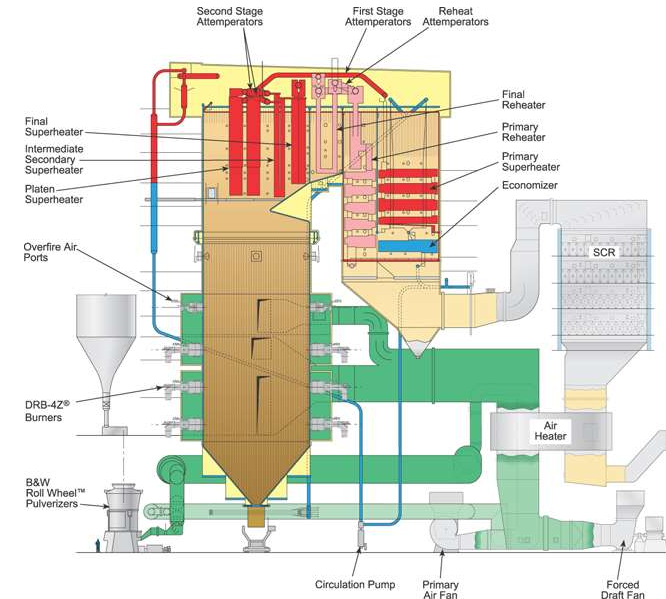 Second Stage
Attemperators
First Stage
Attemperators
Reheat
Attemperators
Final
Superheater
Intermediate
Secondary
Superheater
Platen
Superheater
Overfire Air
Ports
DRB-4Z®
Burners
B&W
Roll Wheel™
Pulverizers
Final
Reheater
Primary
Reheater
Primary
Superheater
Economizer
SCR
Air
Heater
Circulation Pump
Primary
Air Fan
Forced
Draft Fan